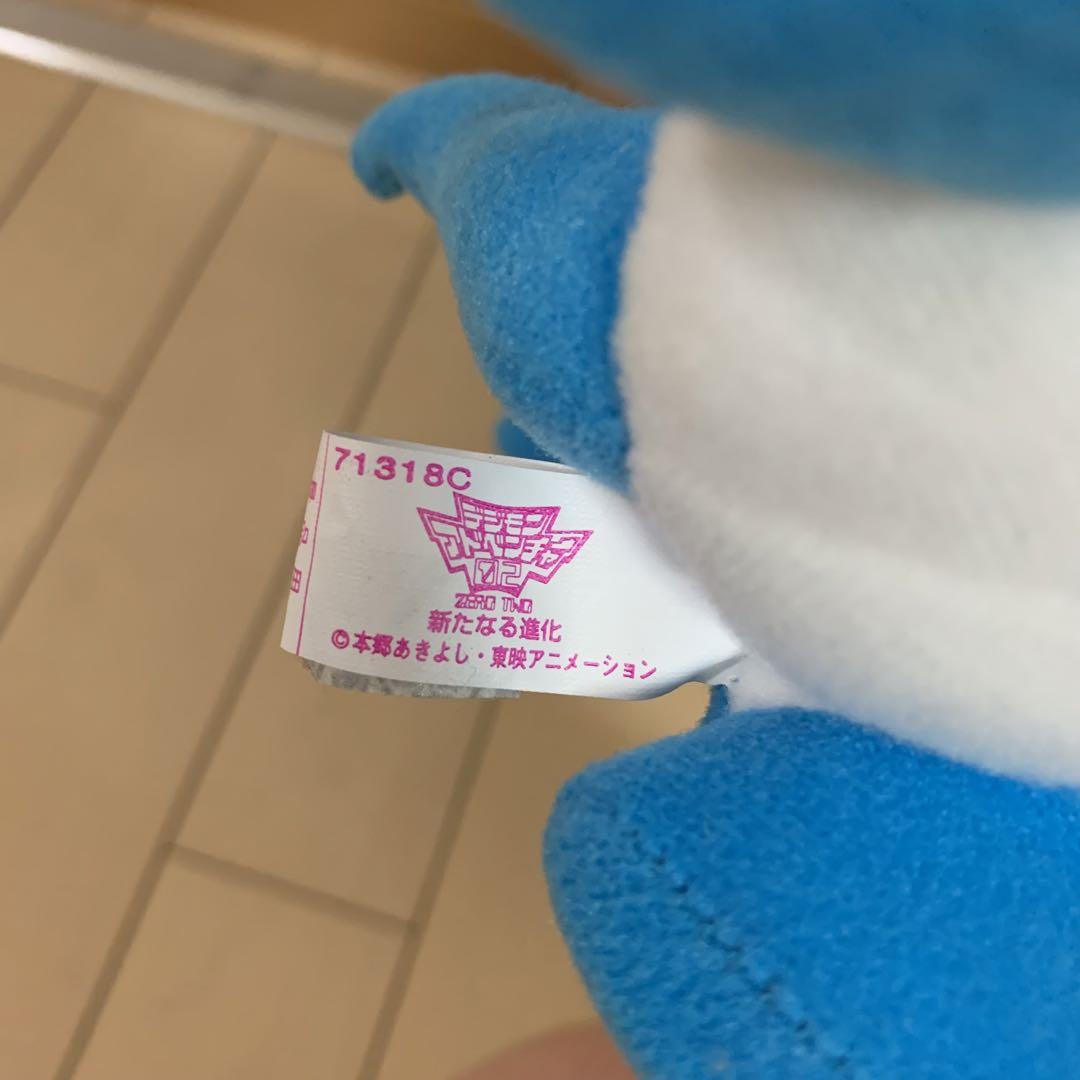 71318C
デジモン
アドベンチャー
02
ZERO TWO
新たなる進化
©本郷あきよし・東映アニメーション